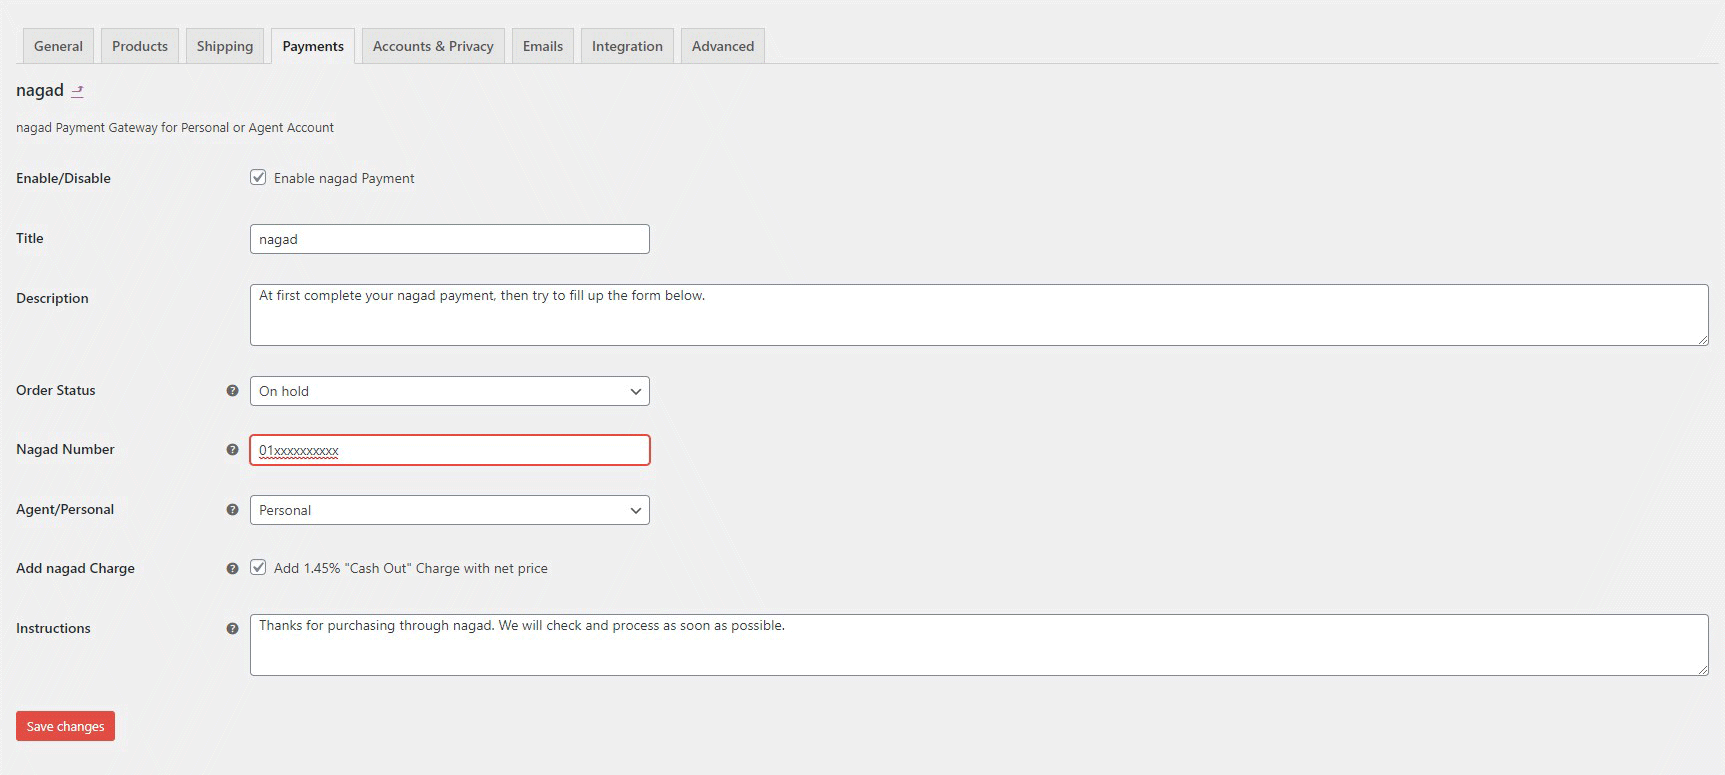 General Products Shipping Payments Accounts & Privacy Emails Integration Advanced
nagad
nagad Payment Gateway for Personal or Agent Account
Enable/Disable Enable nagad Payment
Title nagad
Description At first complete your nagad payment, then try to fill up the form below.
Order Status ? On hold
Nagad Number ? 01xxxxxxxxxx
Agent/Personal ? Personal
Add nagad Charge ? Add 1.45% "Cash Out" Charge with net price
Instructions ? Thanks for purchasing through nagad. We will check and process as soon as possible.
Save changes